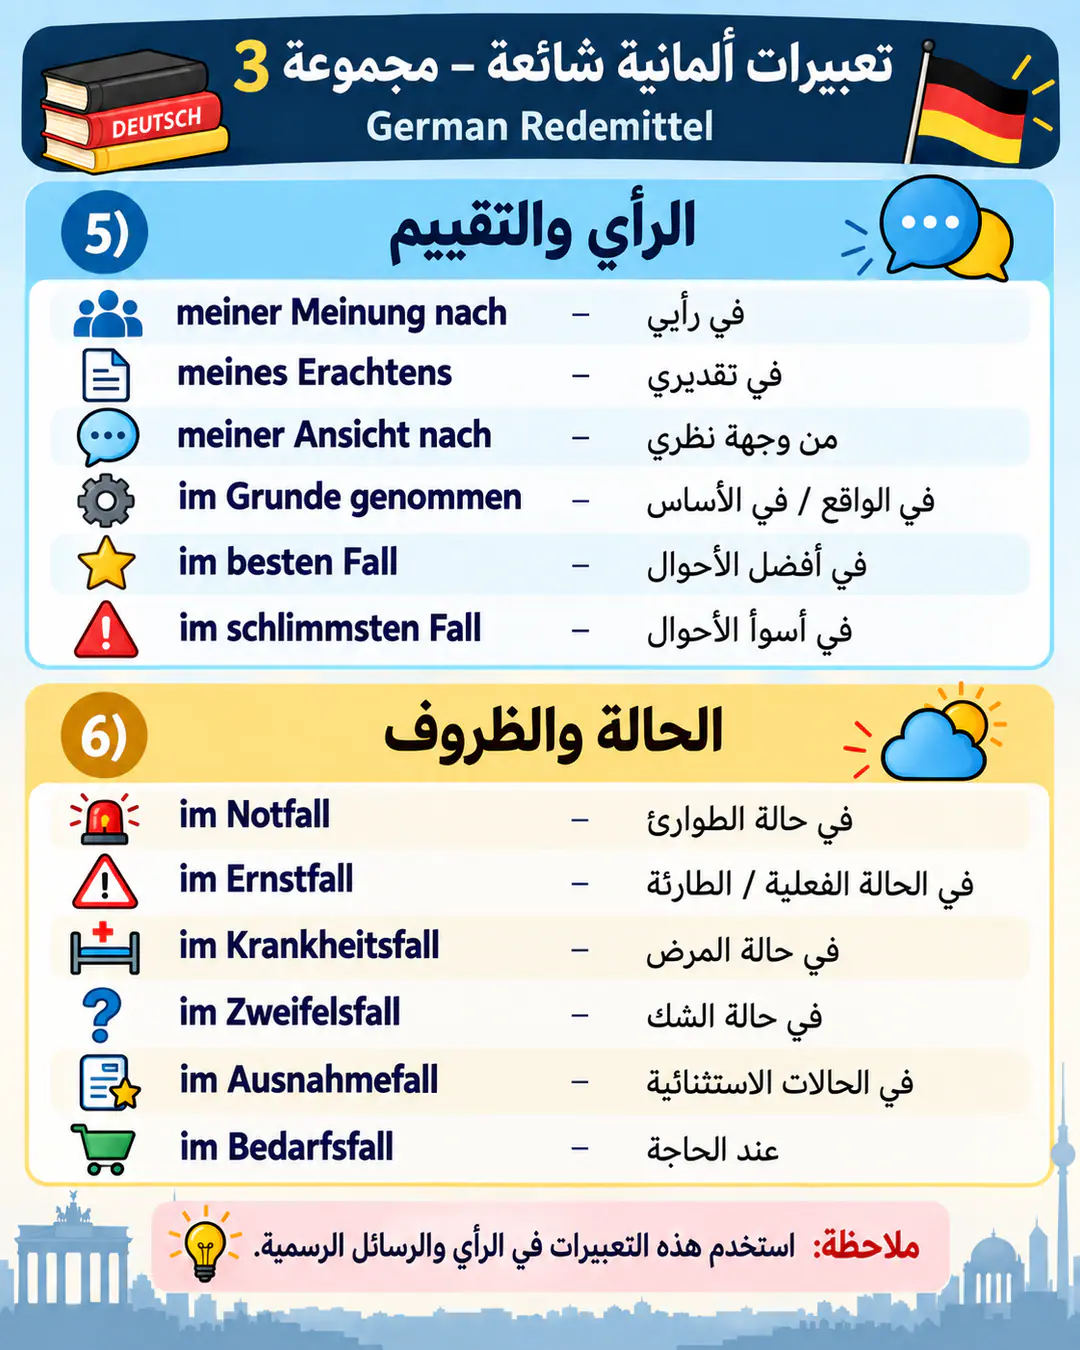 تعبيرات ألمانية شائعة – مجموعة 3
German Redemittel
DEUTSCH
5)
الرأي والتقييم
meiner Meinung nach – في رأيي
meines Erachtens – في تقديري
meiner Ansicht nach – من وجهة نظري
im Grunde genommen – في الواقع / في الأساس
im besten Fall – في أفضل الأحوال
im schlimmsten Fall – في أسوأ الأحوال
6)
الحالة والظروف
im Notfall – في حالة الطوارئ
im Ernstfall – في الحالة الفعلية / الطارئة
im Krankheitsfall – في حالة المرض
im Zweifelsfall – في حالة الشك
im Ausnahmefall – في الحالات الاستثنائية
im Bedarfsfall – عند الحاجة
ملاحظة: استخدم هذه التعبيرات في الرأي والرسائل الرسمية.